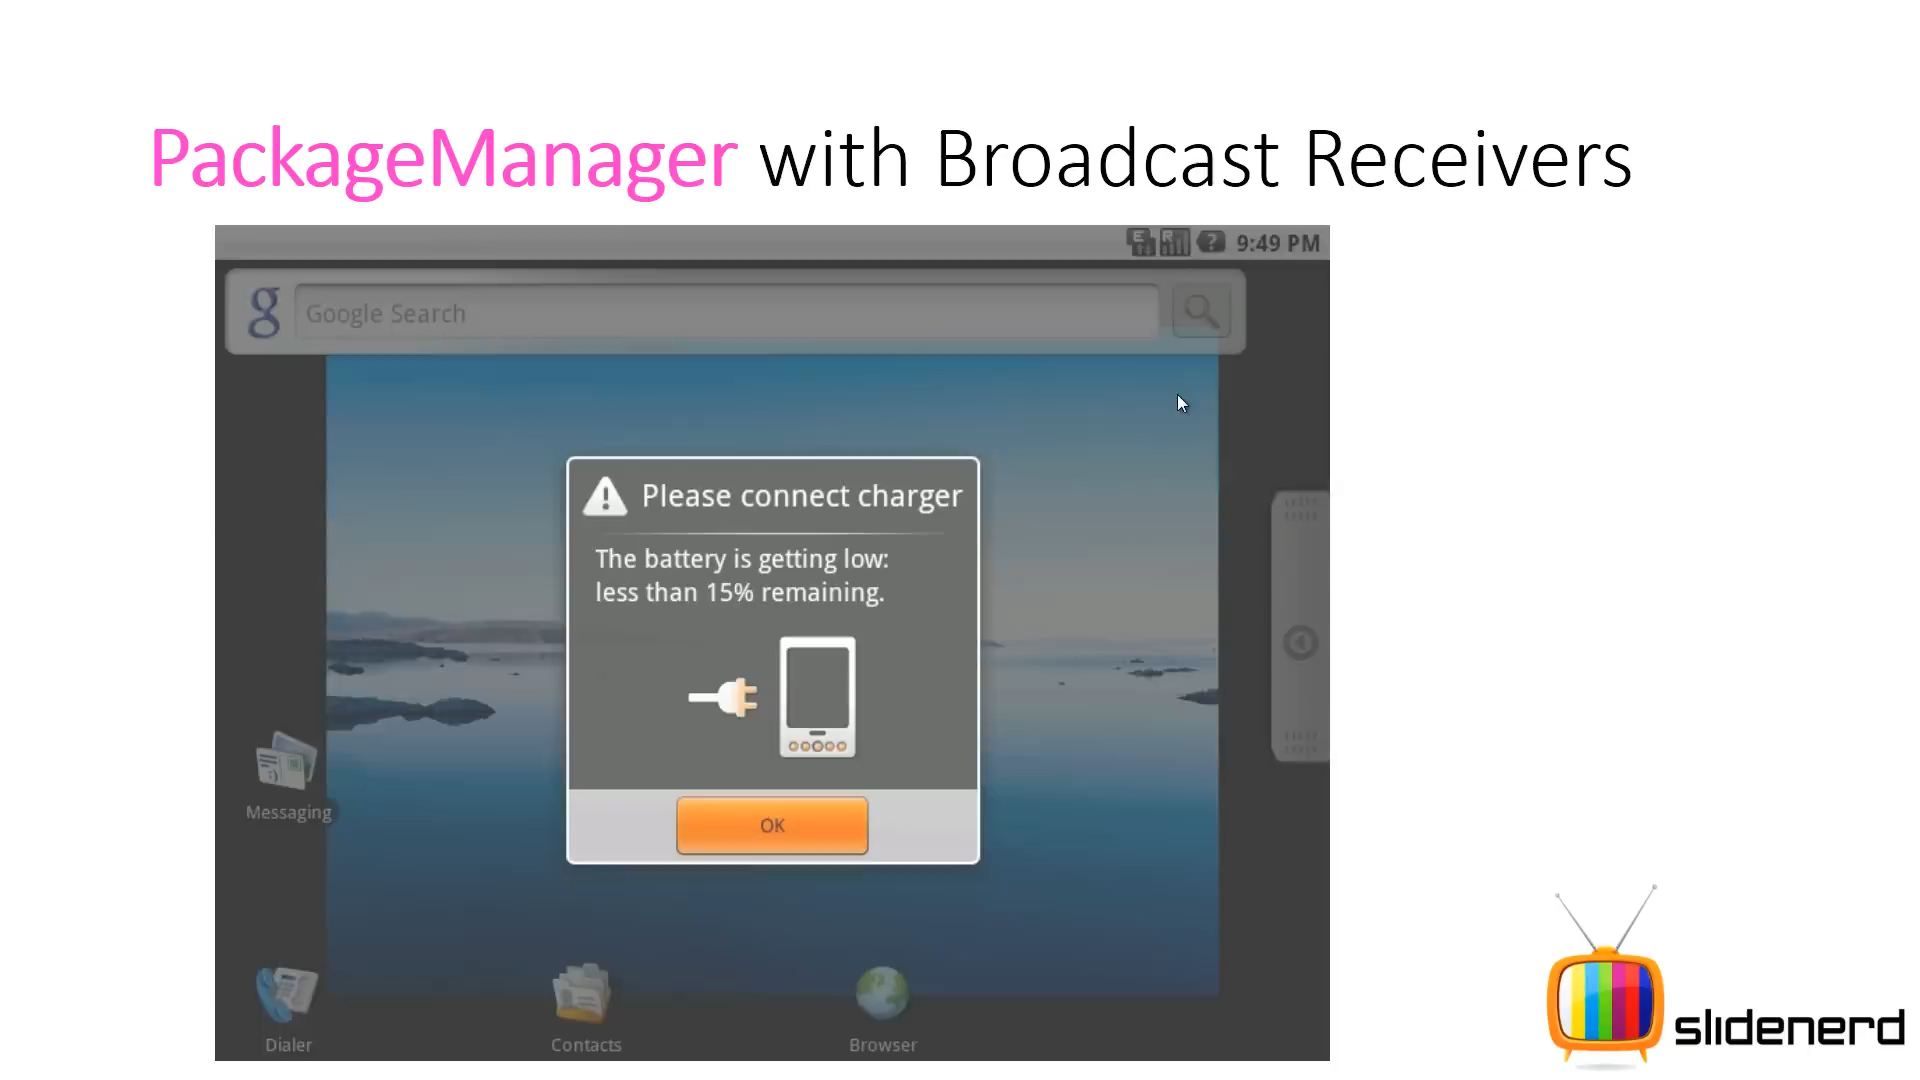 PackageManager with Broadcast Receivers
E R ? 9:49 PM
g Google Search
Please connect charger
The battery is getting low:
less than 15% remaining.
OK
Messaging
Dialer Contacts Browser
slidenerd